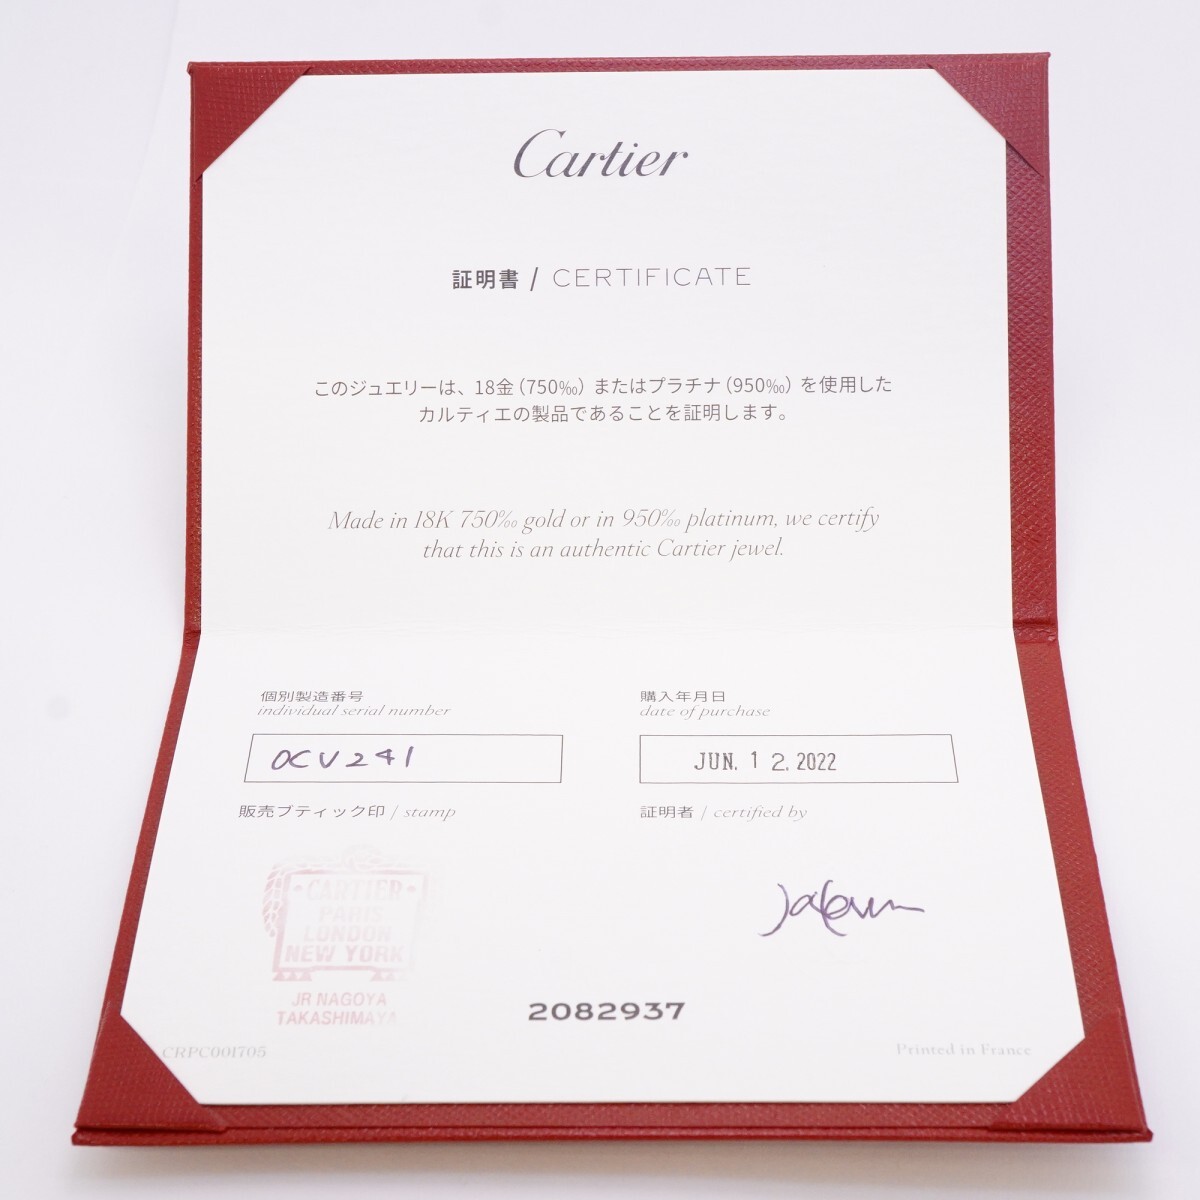 Cartier
証明書 / CERTIFICATE
このジュエリーは、18金（750‰）またはプラチナ（950‰）を使用した
カルティエの製品であることを証明します。
Made in 18K 750‰ gold or in 950‰ platinum, we certify
that this is an authentic Cartier jewel.
個別製造番号
individual serial number
OCV241
購入年月日
date of purchase
JUN. 12. 2022
販売ブティック印 / stamp
証明者 / certified by
CARTIER
PARIS
LONDON
NEW YORK
JR NAGOYA
TAKASHIMAYA
2082937
CRPC001705
Printed in France